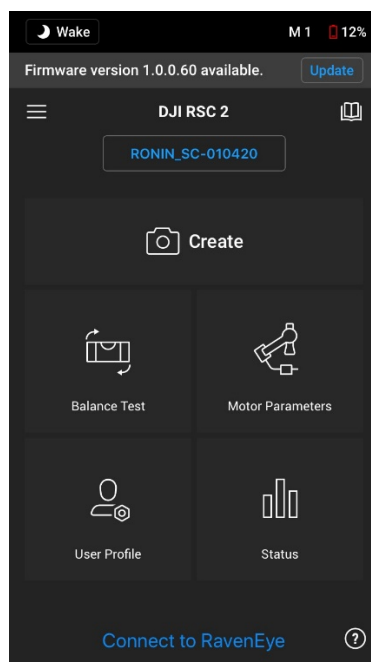 Wake M 1 12%
Firmware version 1.0.0.60 available. Update
DJI RSC 2
RONIN_SC-010420
Create
Balance Test Motor Parameters
User Profile Status
Connect to RavenEye ?